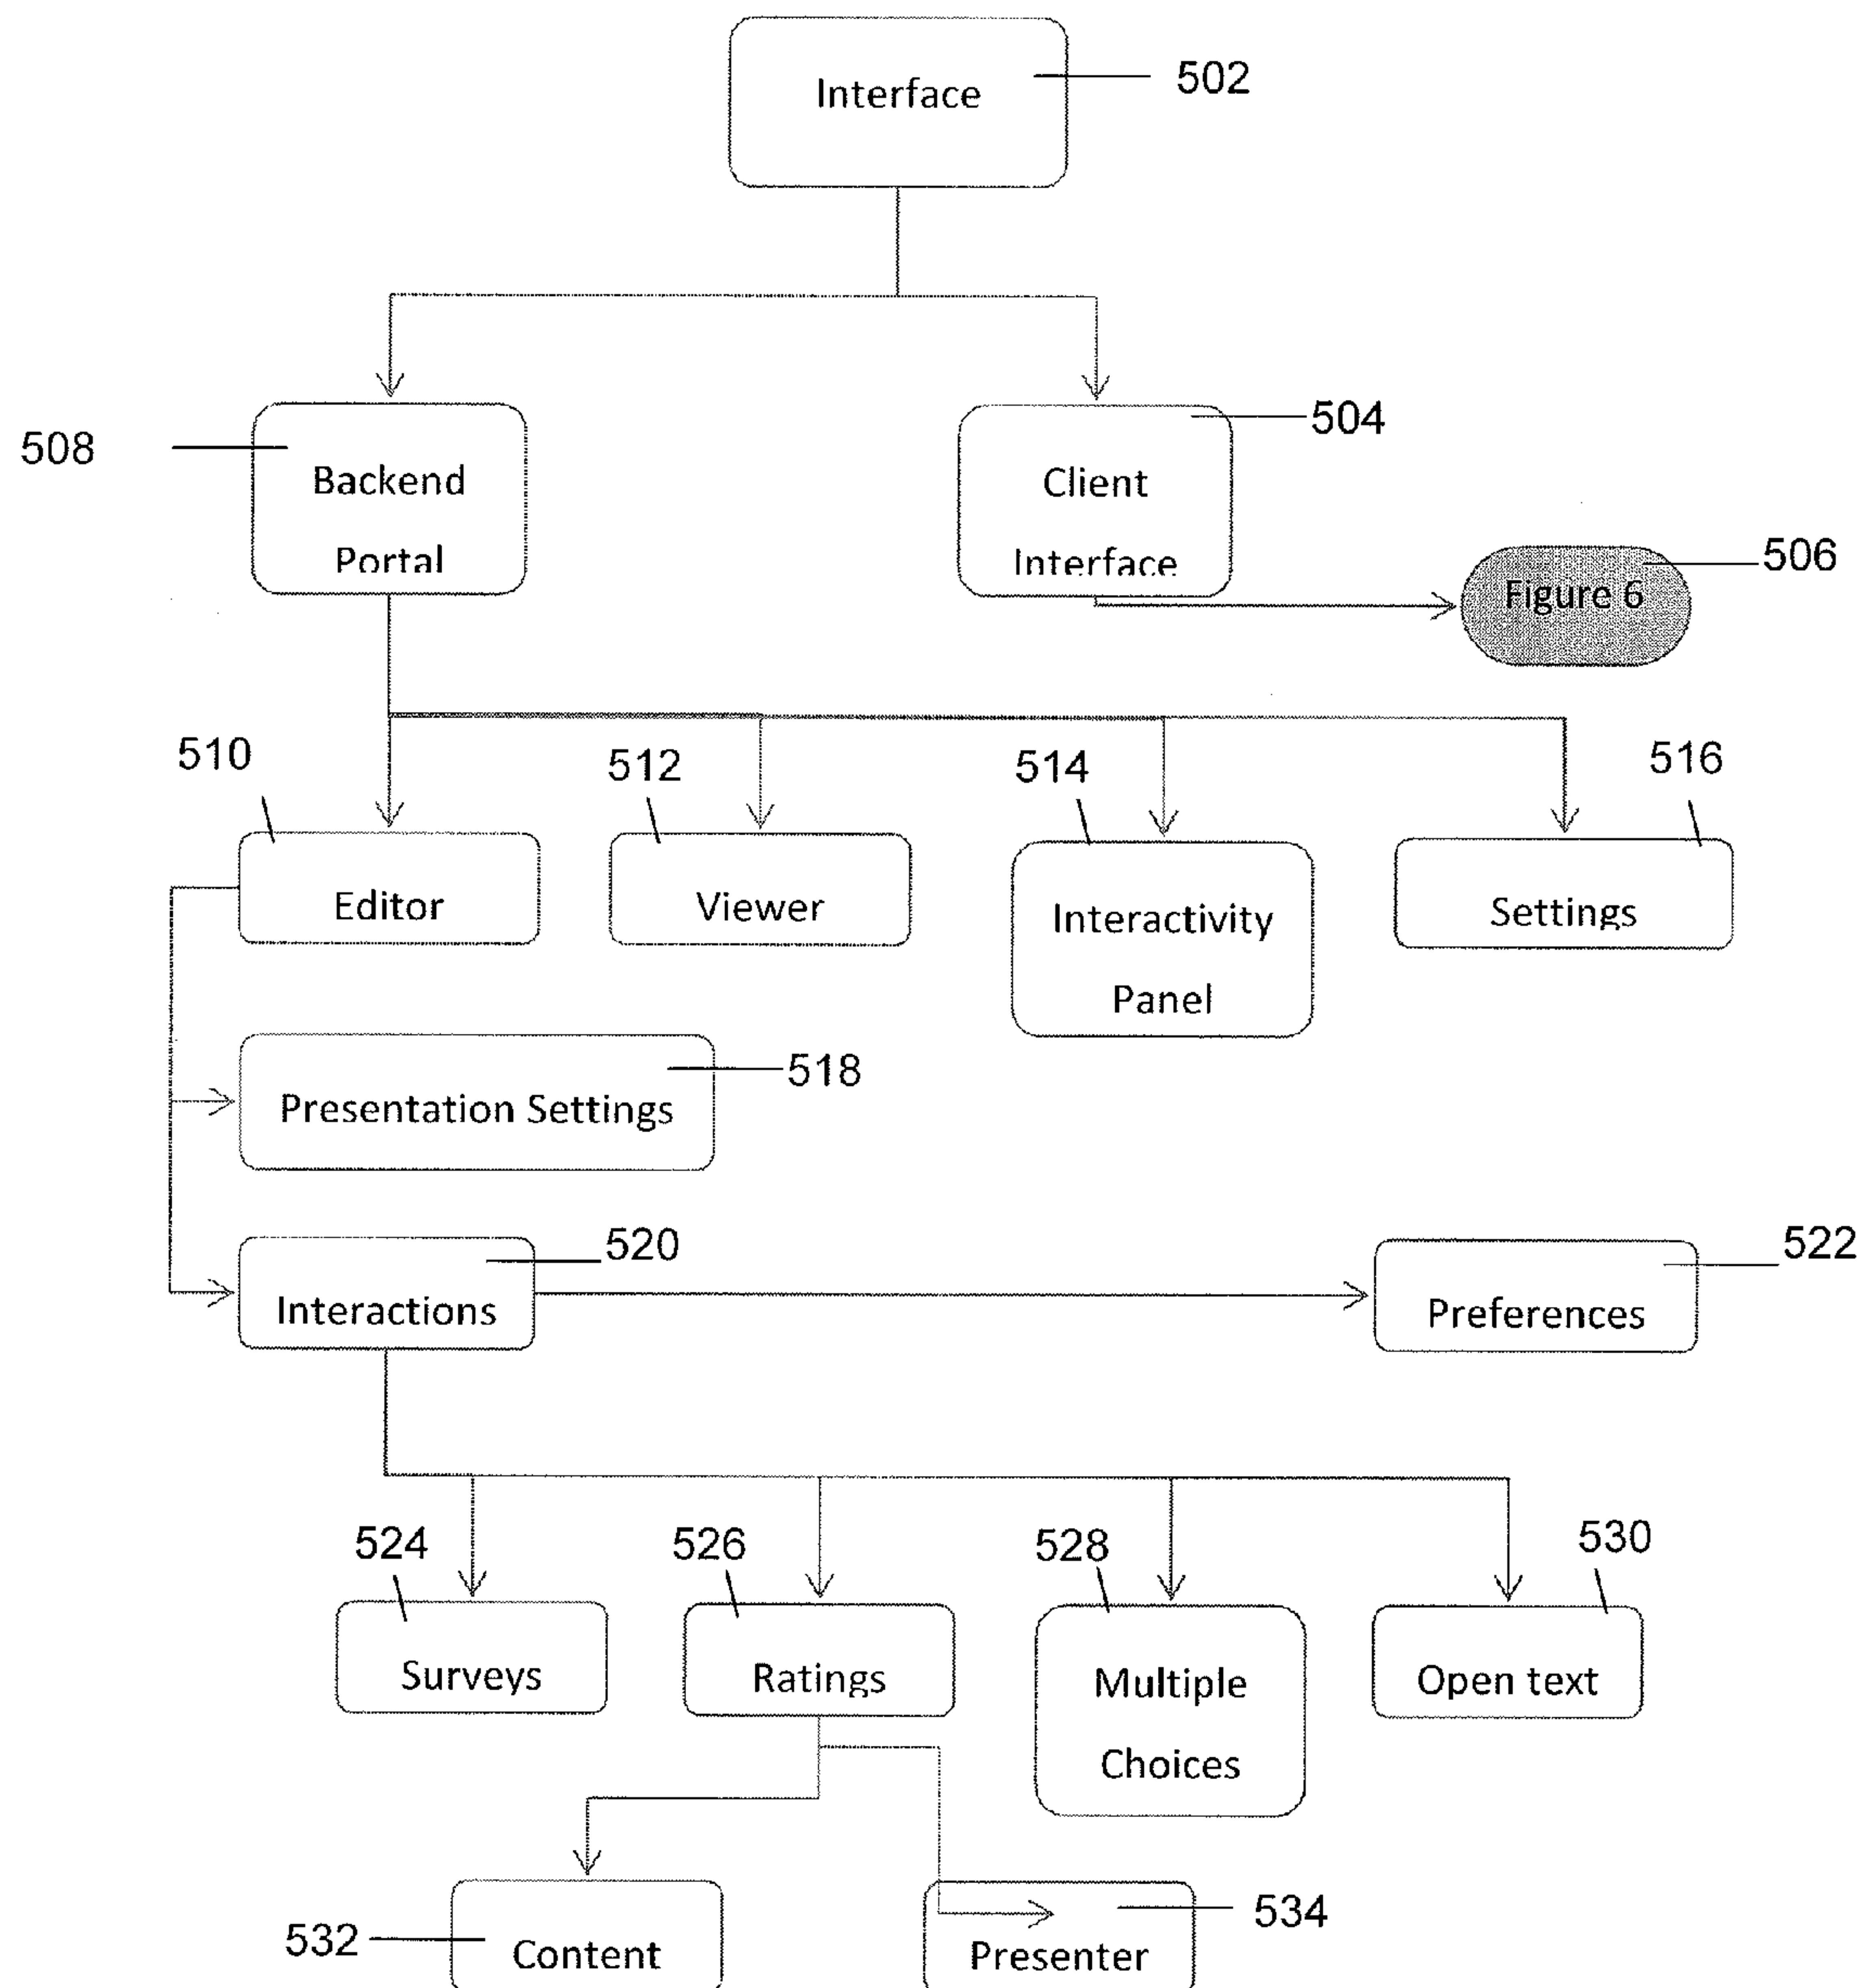 Interface
502
508
Backend
Portal
504
Client
Interface
506
Figure 6
510
512
514
516
Editor
Viewer
Interactivity
Panel
Settings
518
Presentation Settings
520
Interactions
522
Preferences
524
526
528
530
Surveys
Ratings
Multiple
Choices
Open text
532
Content
534
Presenter